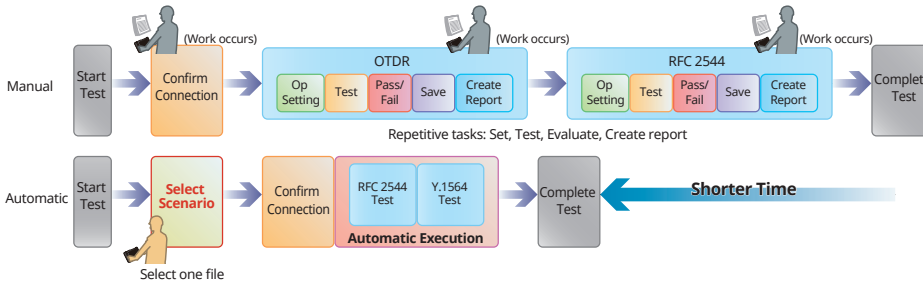 (Work occurs)
(Work occurs)
(Work occurs)
Manual
Start
Test
Confirm
Connection
OTDR
Op
Setting
Test
Pass/
Fail
Save
Create
Report
RFC 2544
Op
Setting
Test
Pass/
Fail
Save
Create
Report
Complete
Test
Repetitive tasks: Set, Test, Evaluate, Create report
Automatic
Start
Test
Select
Scenario
Confirm
Connection
RFC 2544
Test
Y.1564
Test
Automatic Execution
Complete
Test
Shorter Time
Select one file